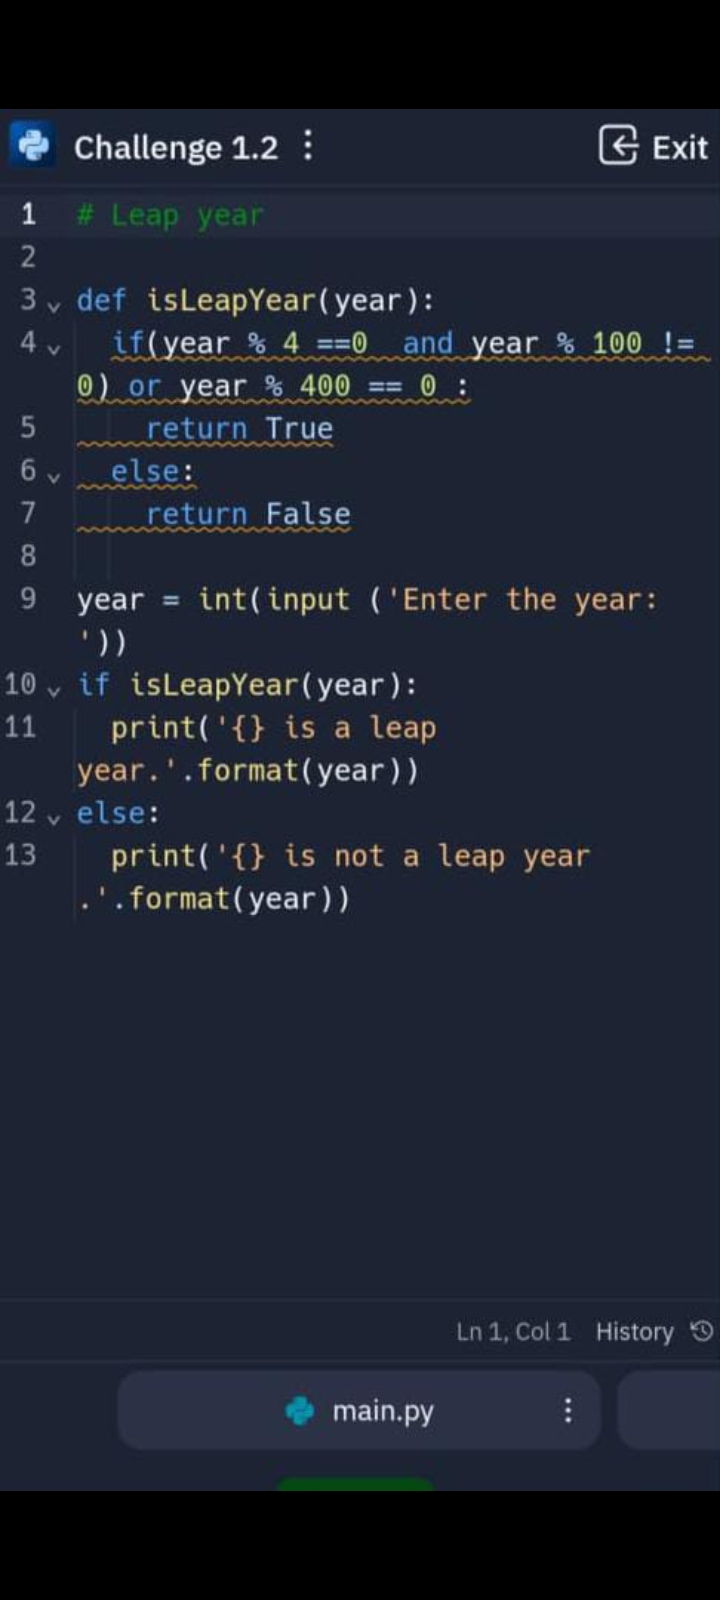 Challenge 1.2 Exit
1 # Leap year
2
3 def isLeapYear(year):
4 if(year % 4 ==0  and year % 100 !=
0) or year % 400 == 0 :
5 return True
6 else:
7 return False
8
9 year = int(input ('Enter the year:
'))
10 if isLeapYear(year):
11 print('{} is a leap
year.'.format(year))
12 else:
13 print('{} is not a leap year
.'.format(year))
Ln 1, Col 1 History
main.py